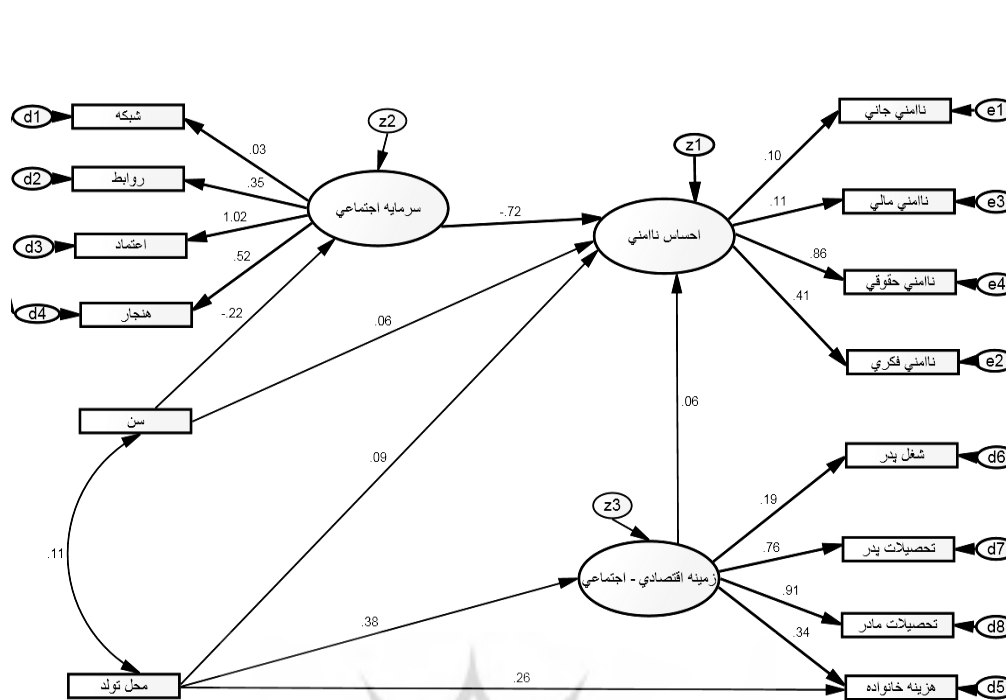 d1
شبكه
d2
روابط
d3
اعتماد
d4
هنجار
.03
.35
1.02
.52
z2
سرمايه اجتماعي
-.72
z1
احساس ناامني
.10
.11
.86
.41
ناامني جاني
e1
ناامني مالي
e3
ناامني حقوقي
e4
ناامني فكري
e2
-.22
.06
سن
.09
.06
.11
z3
زمينه اقتصادي - اجتماعي
.19
.76
.91
.34
شغل پدر
d6
تحصيلات پدر
d7
تحصيلات مادر
d8
هزينه خانواده
d5
.38
.26
محل تولد